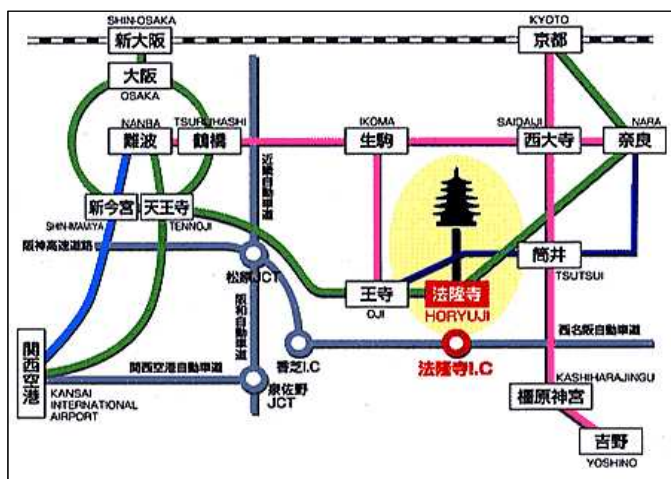 SHIN-OSAKA
新大阪
KYOTO
京都
大阪
OSAKA
NANBA
難波
TSURUHASHI
鶴橋
IKOMA
生駒
SAIDAIJI
西大寺
NARA
奈良
近畿自動車道
新今宮
SHIN-IMAMIYA
天王寺
TENNOJI
阪神高速道路
松原JCT
筒井
TSUTSUI
王寺
OJI
法隆寺
HORYUJI
阪和自動車道
香芝I.C
法隆寺I.C
西名阪自動車道
関西空港
KANSAI
INTERNATIONAL
AIRPORT
関西空港自動車道
泉佐野
JCT
KASHIHARAJINGU
橿原神宮
吉野
YOSHINO